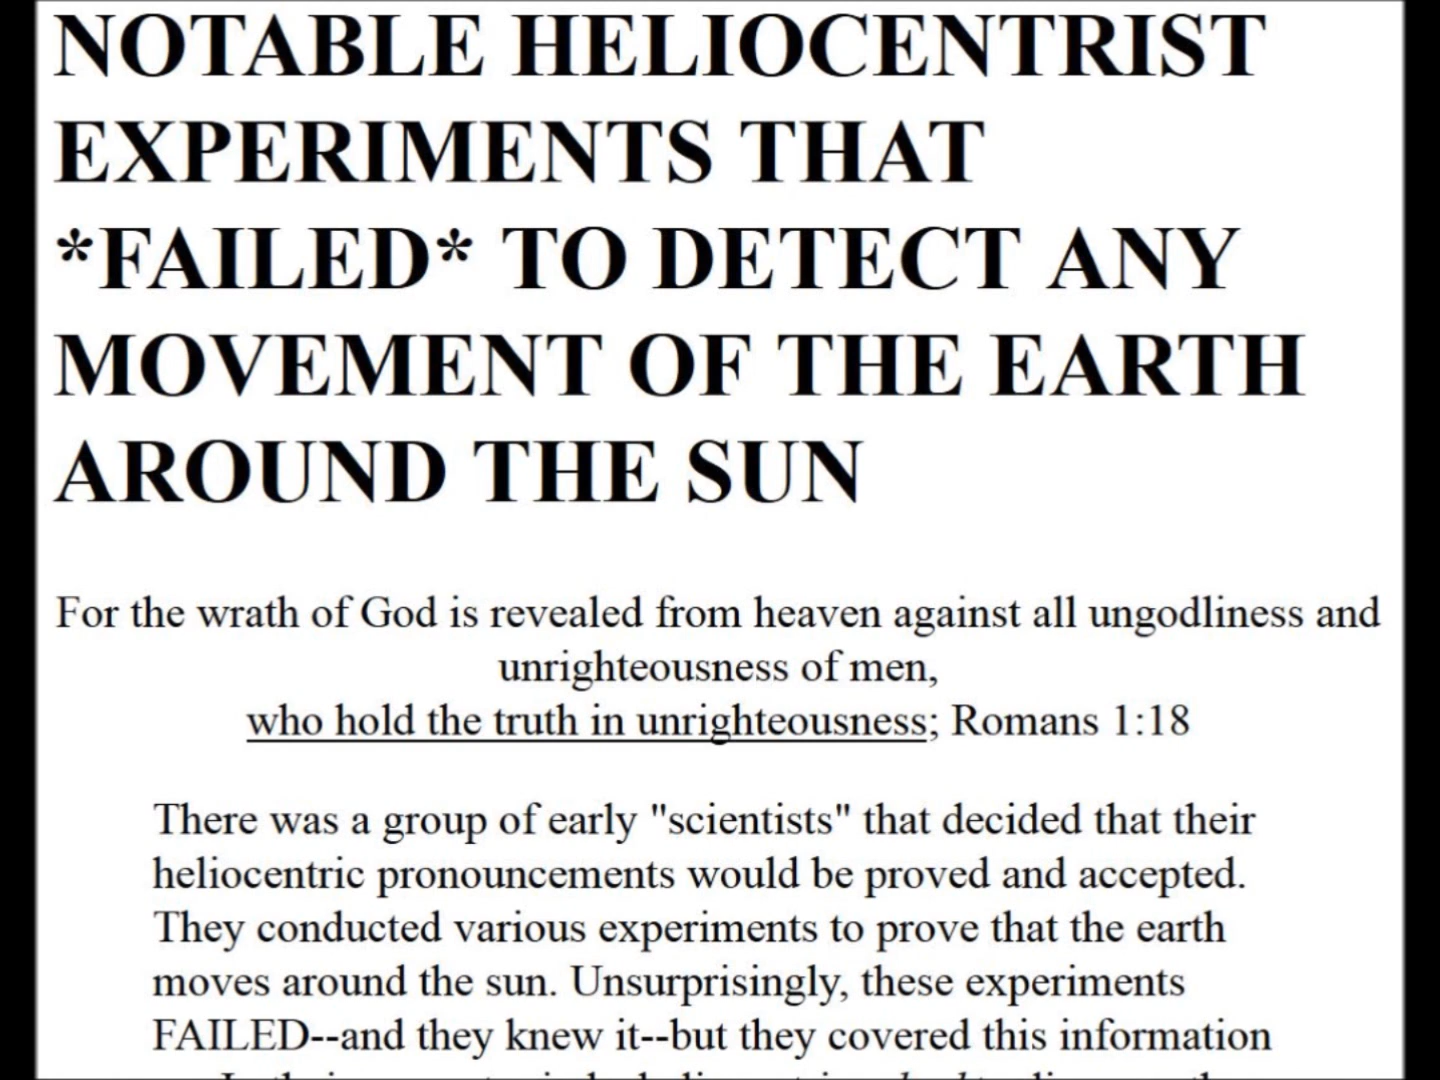 NOTABLE HELIOCENTRIST
EXPERIMENTS THAT
*FAILED* TO DETECT ANY
MOVEMENT OF THE EARTH
AROUND THE SUN
For the wrath of God is revealed from heaven against all ungodliness and
unrighteousness of men,
who hold the truth in unrighteousness; Romans 1:18
There was a group of early "scientists" that decided that their
heliocentric pronouncements would be proved and accepted.
They conducted various experiments to prove that the earth
moves around the sun. Unsurprisingly, these experiments
FAILED--and they knew it--but they covered this information